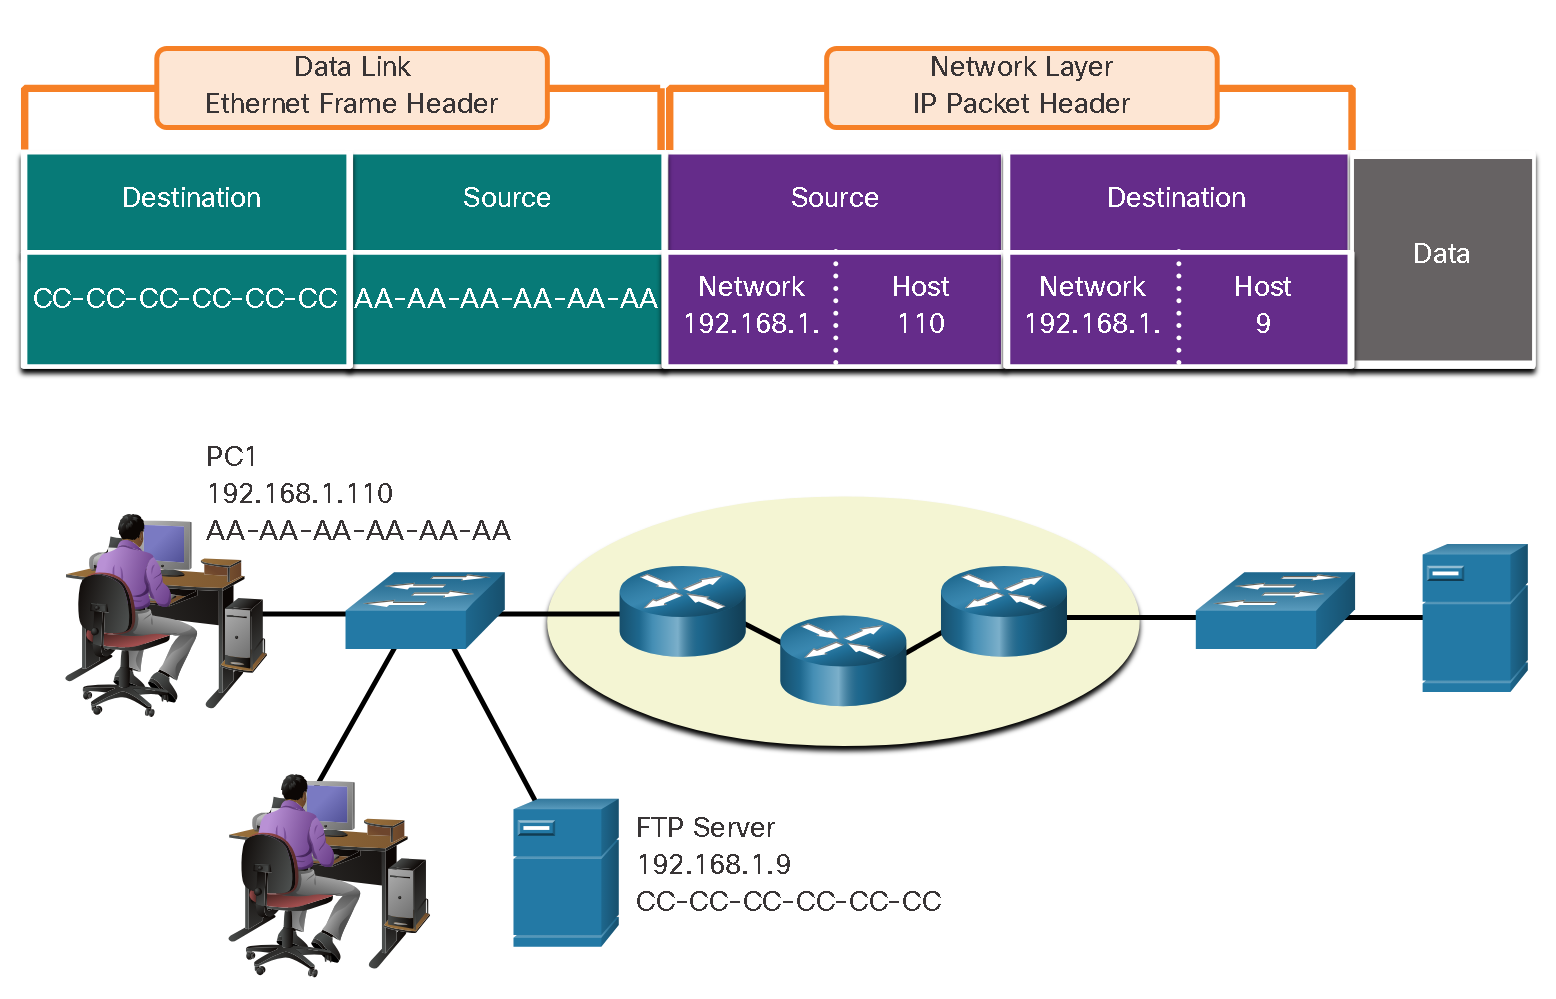 Data Link
Ethernet Frame Header
Network Layer
IP Packet Header
Destination
Source
Source
Destination
Data
CC-CC-CC-CC-CC-CC
AA-AA-AA-AA-AA-AA
Network
192.168.1.
Host
110
Network
192.168.1.
Host
9
PC1
192.168.1.110
AA-AA-AA-AA-AA-AA
FTP Server
192.168.1.9
CC-CC-CC-CC-CC-CC